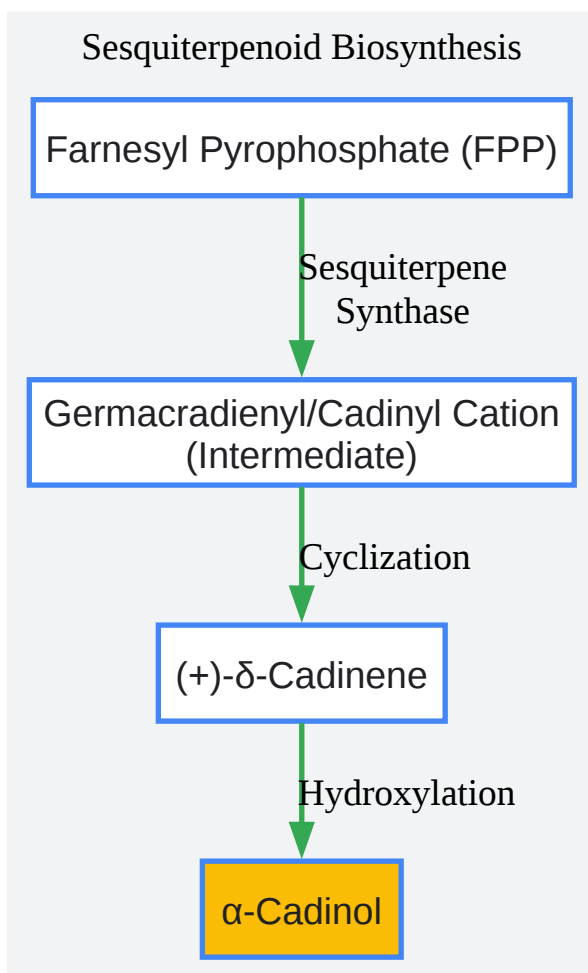 Sesquiterpenoid Biosynthesis
Farnesyl Pyrophosphate (FPP)
Sesquiterpene
Synthase
Germacradienyl/Cadinyl Cation
(Intermediate)
Cyclization
(+)-δ-Cadinene
Hydroxylation
α-Cadinol